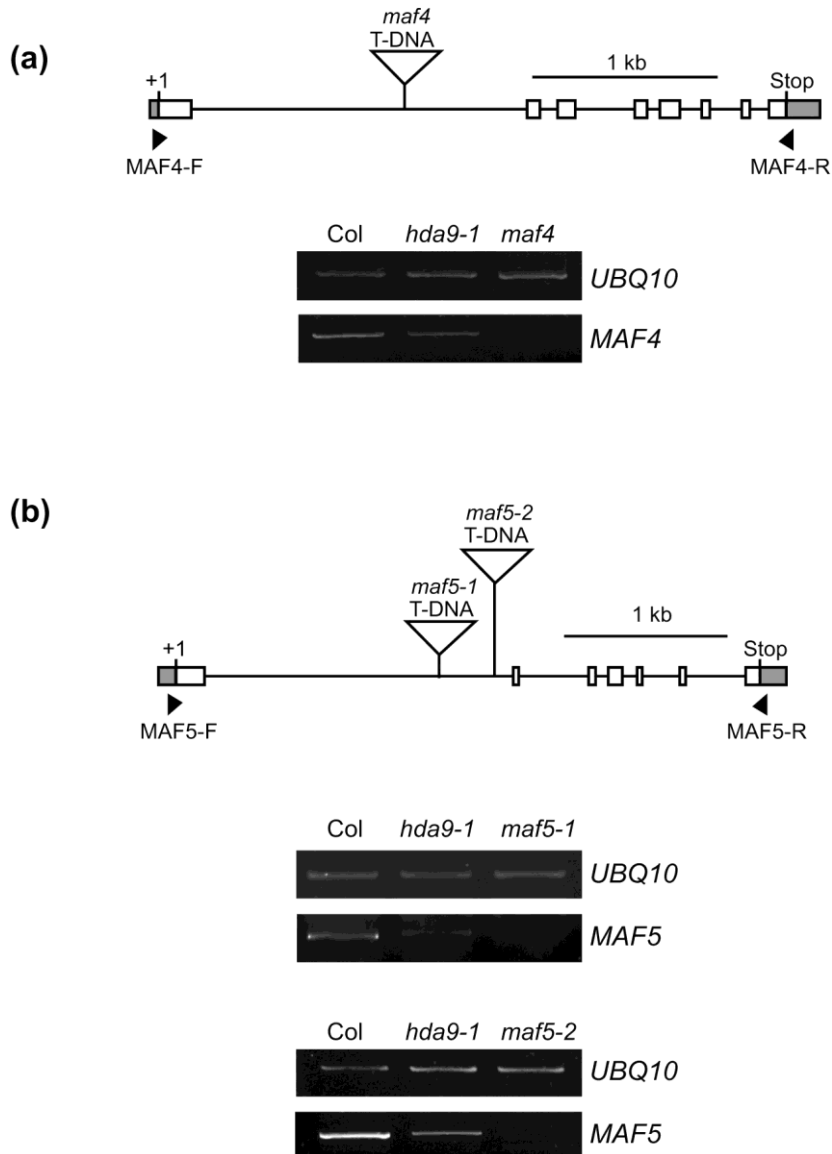 (a)
maf4
T-DNA
+1
1 kb
Stop
MAF4-F
MAF4-R
Col hda9-1 maf4
UBQ10
MAF4
(b)
maf5-2
T-DNA
maf5-1
T-DNA
+1
1 kb
Stop
MAF5-F
MAF5-R
Col hda9-1 maf5-1
UBQ10
MAF5
Col hda9-1 maf5-2
UBQ10
MAF5